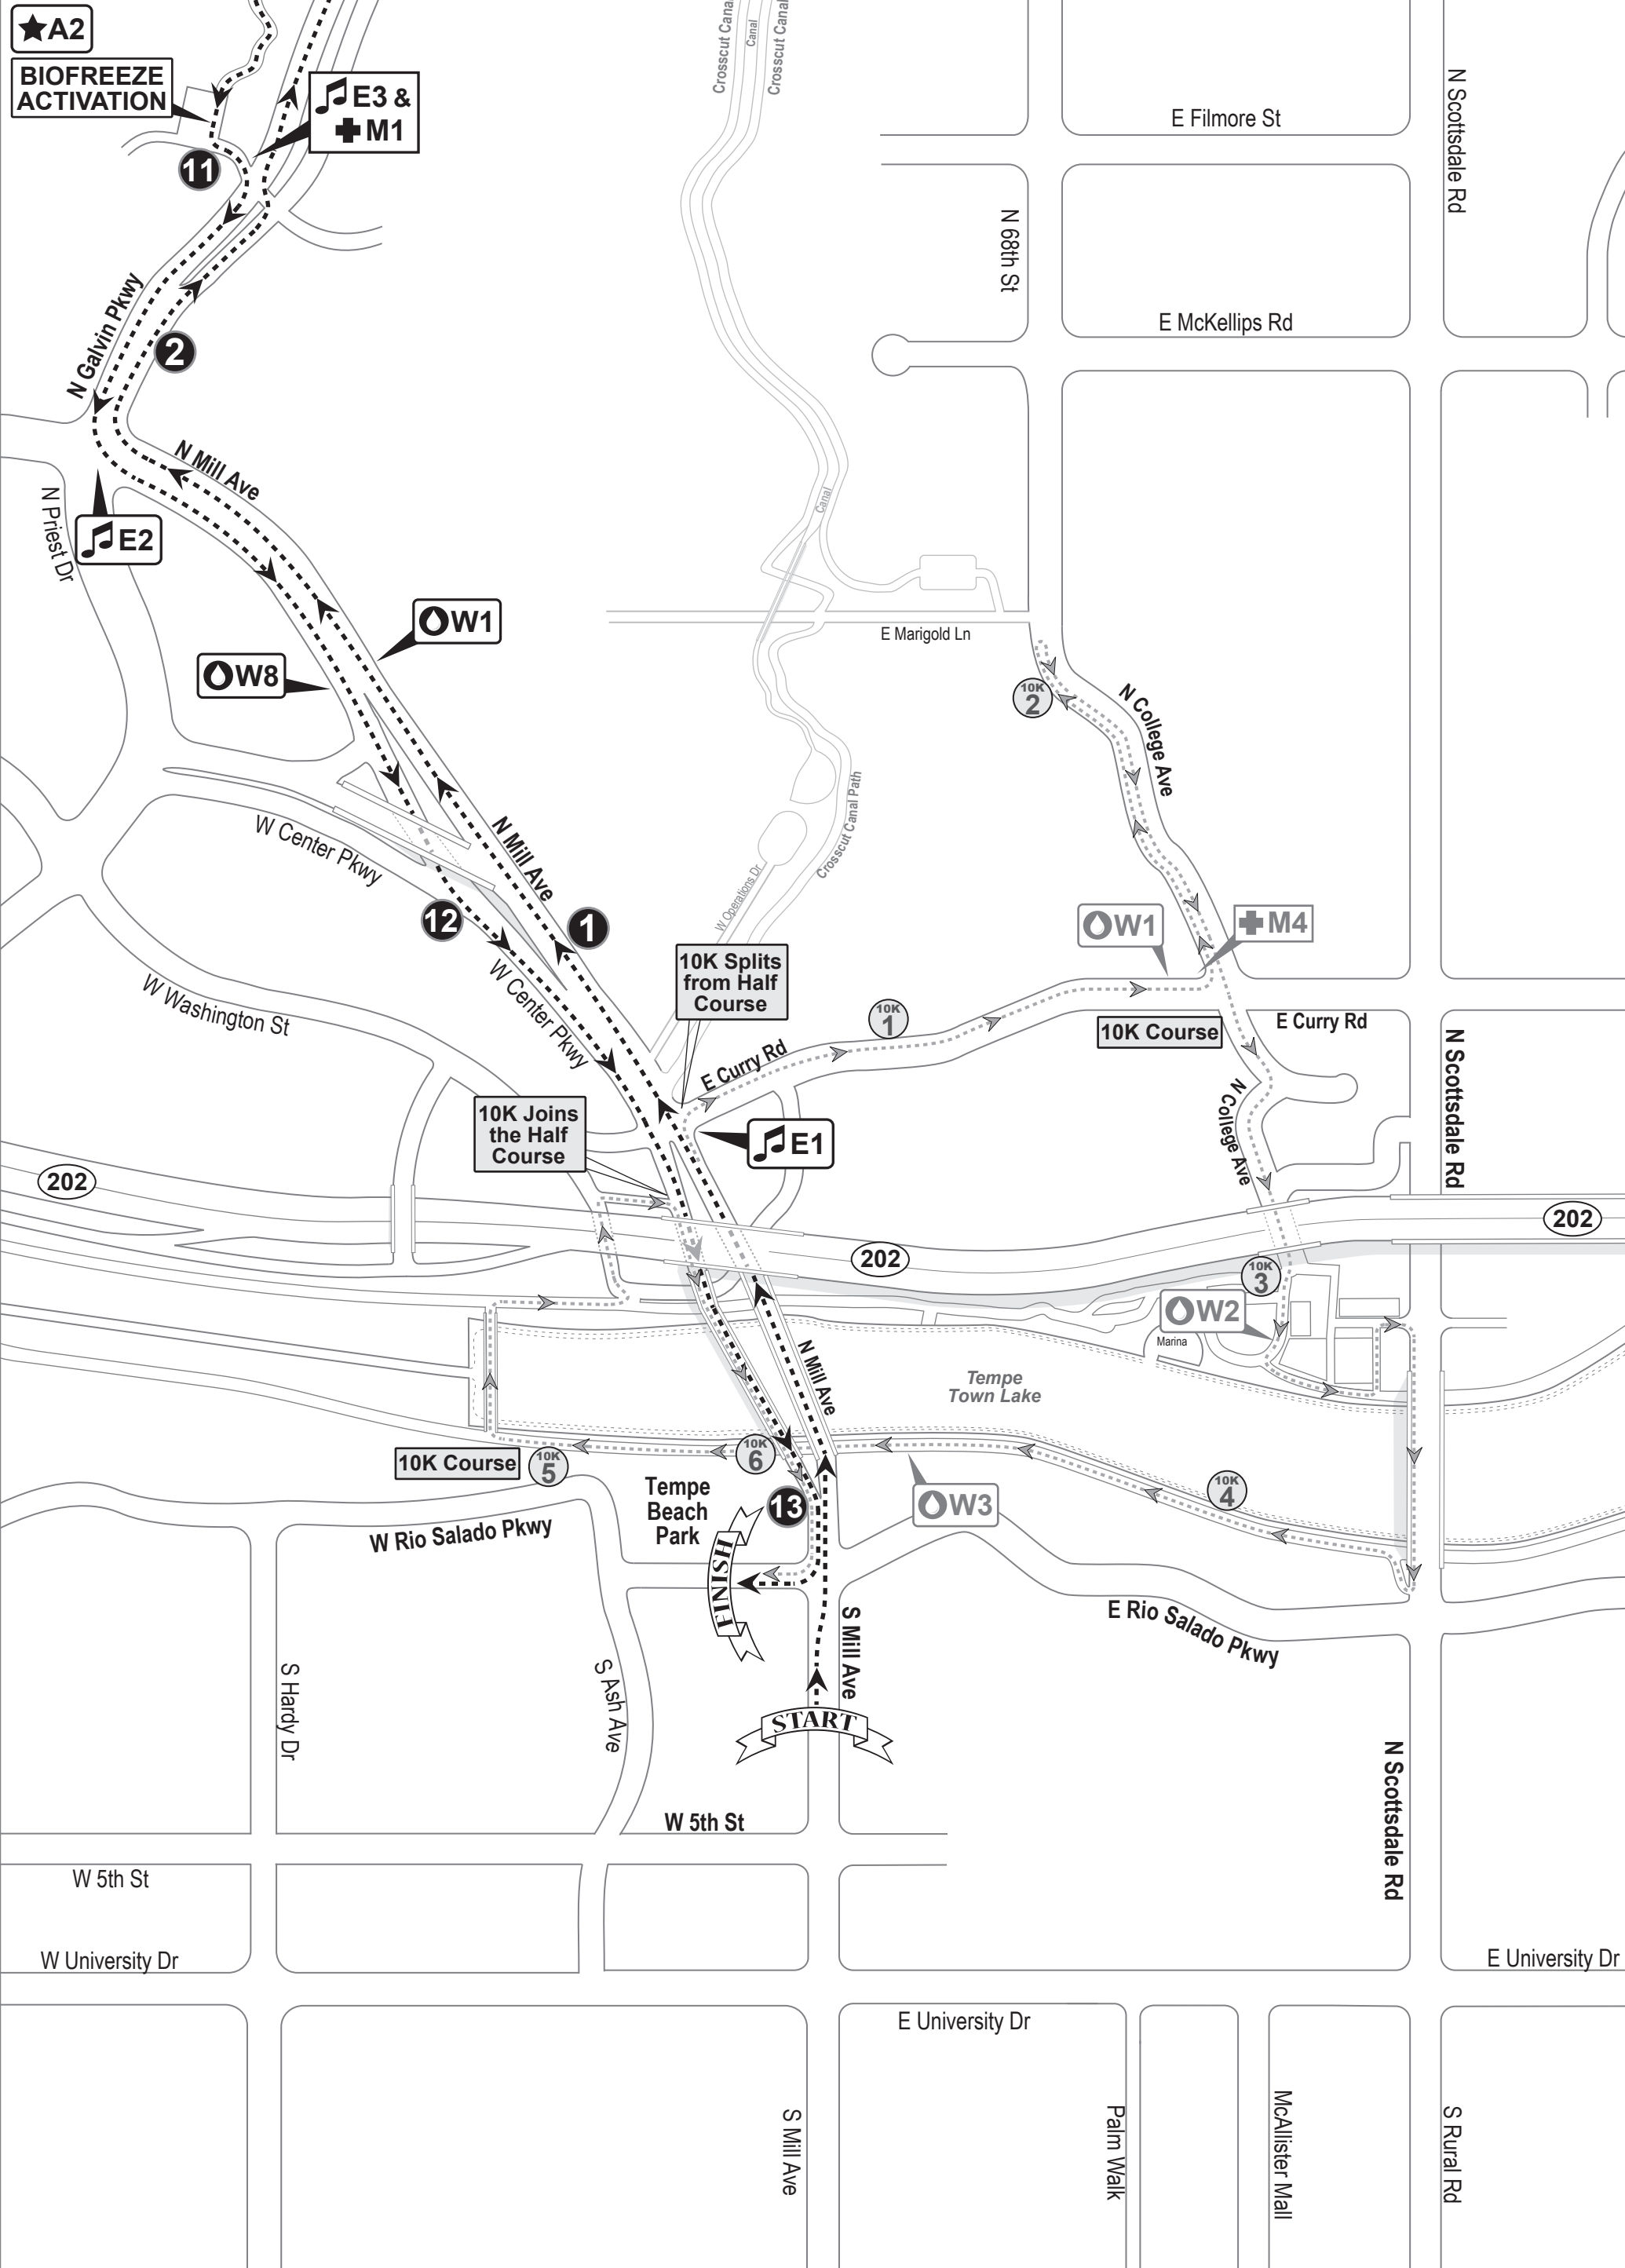 A2
BIOFREEZE
ACTIVATION
E3 &
M1
11
Crosscut Canal
Canal
Crosscut Canal
E Filmore St
N Scottsdale Rd
N 68th St
N Galvin Pkwy
2
E McKellips Rd
N Mill Ave
N Priest Dr
E2
Canal
W1
E Marigold Ln
W8
10K
2
N College Ave
N Mill Ave
W Center Pkwy
Crosscut Canal Path
W Operations Dr
12
1
W1
M4
10K Splits
from Half
Course
W Center Pkwy
W Washington St
10K
1
10K Course
E Curry Rd
E Curry Rd
N Scottsdale Rd
10K Joins
the Half
Course
E1
N
College Ave
202
202
202
10K
3
W2
Marina
N Mill Ave
Tempe
Town Lake
10K Course
10K
5
10K
6
10K
4
W3
Tempe
Beach
Park
13
W Rio Salado Pkwy
FINISH
E Rio Salado Pkwy
S Mill Ave
S Hardy Dr
S Ash Ave
START
N Scottsdale Rd
W 5th St
W 5th St
W University Dr
E University Dr
E University Dr
S Mill Ave
Palm Walk
McAllister Mall
S Rural Rd